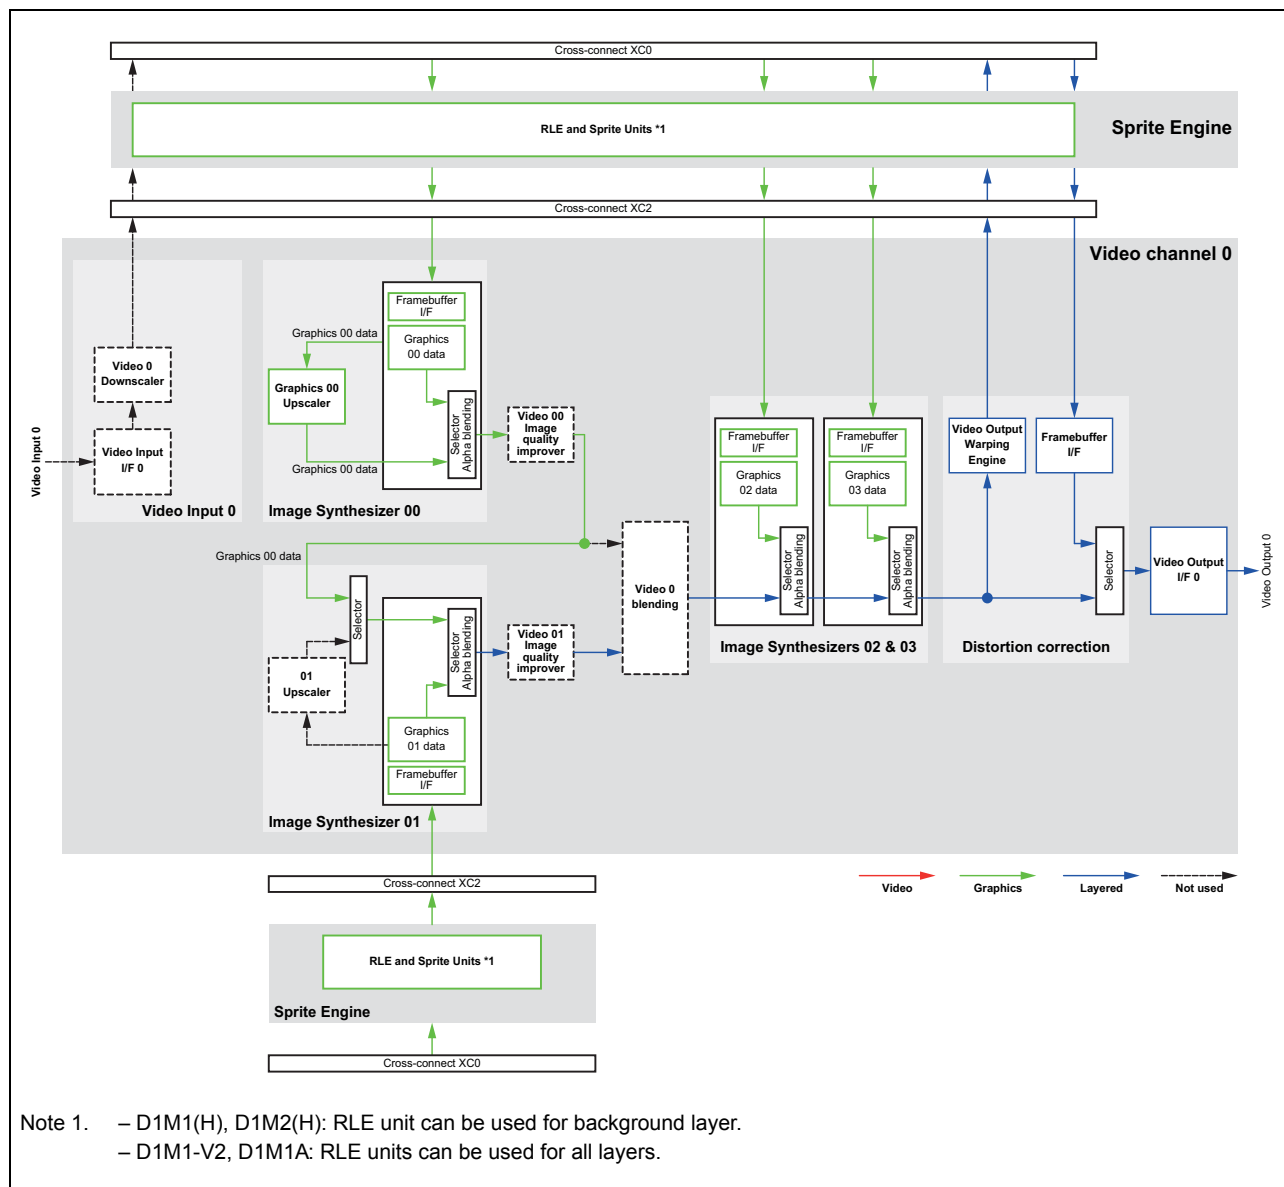 Cross-connect XC0
RLE and Sprite Units *1
Sprite Engine
Cross-connect XC2
Video channel 0
Video Input 0
Video 0
Downscaler
Video Input
I/F 0
Video Input 0
Framebuffer
I/F
Graphics 00 data
Graphics
00 data
Graphics 00
Upscaler
Selector
Alpha blending
Graphics 00 data
Image Synthesizer 00
Video 00
Image
quality
improver
Graphics 00 data
Selector
01
Upscaler
Selector
Alpha blending
Graphics
01 data
Framebuffer
I/F
Image Synthesizer 01
Video 01
Image
quality
improver
Video 0
blending
Framebuffer
I/F
Graphics
02 data
Selector
Alpha blending
Framebuffer
I/F
Graphics
03 data
Selector
Alpha blending
Image Synthesizers 02 & 03
Video Output
Warping
Engine
Framebuffer
I/F
Selector
Distortion correction
Video Output
I/F 0
Video Output 0
Video
Graphics
Layered
Not used
Cross-connect XC2
RLE and Sprite Units *1
Sprite Engine
Cross-connect XC0
Note 1. – D1M1(H), D1M2(H): RLE unit can be used for background layer.
– D1M1-V2, D1M1A: RLE units can be used for all layers.